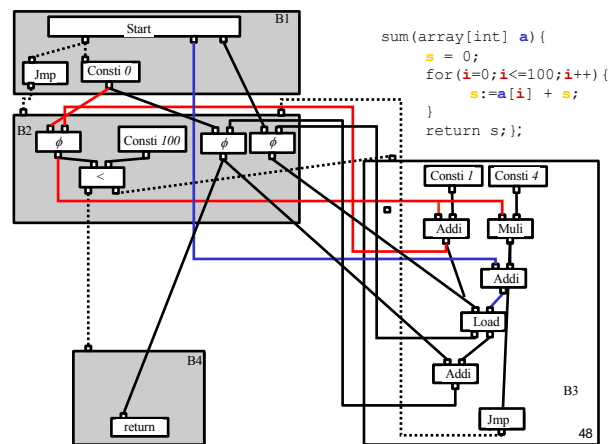 B1
Start
Jmp
Consti 0
sum(array[int] a){
s = 0;
for(i=0;i<=100;i++){
s:=a[i] + s;
}
return s;};
B2
ϕ
Consti 100
ϕ
ϕ
<
Consti 1
Consti 4
Addi
Muli
Addi
Load
Addi
B4
B3
return
Jmp
48